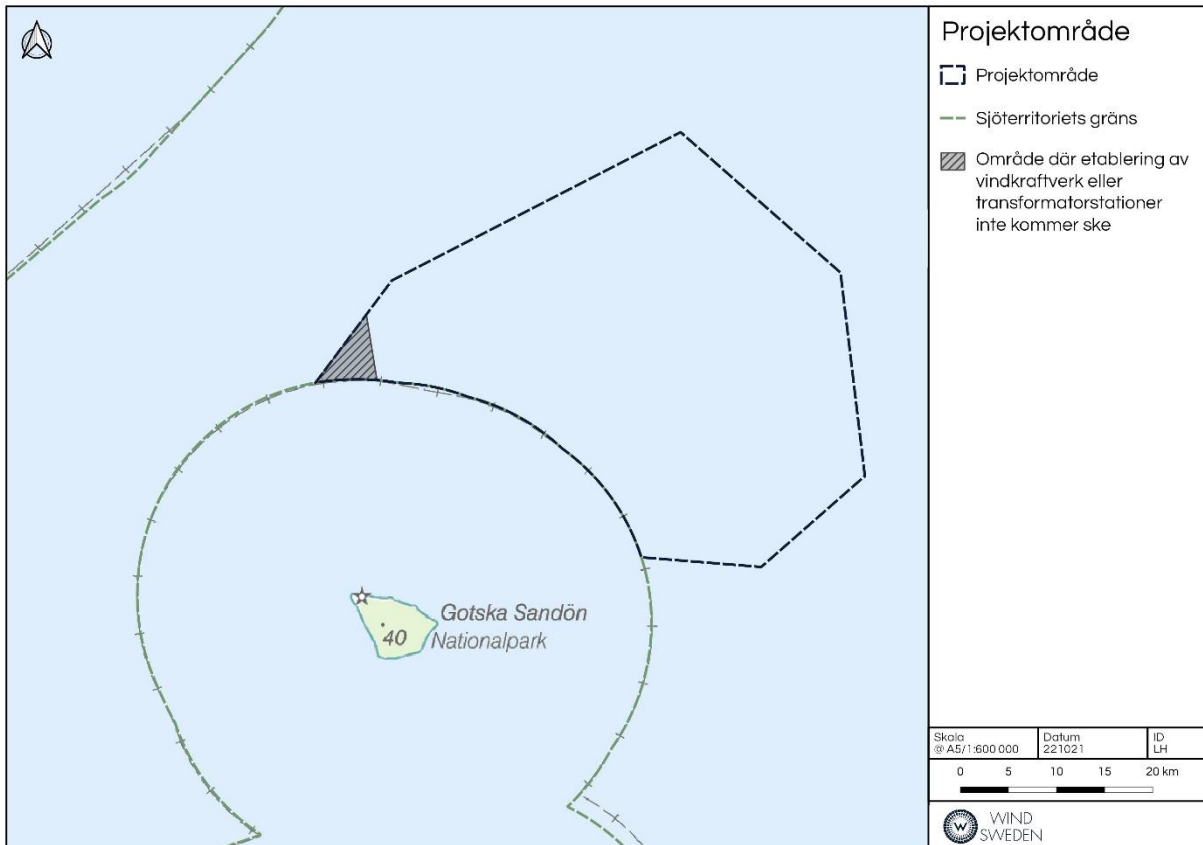 Gotska Sandön
Nationalpark
40
Projektområde
Projektområde
Sjöterritoriets gräns
Område där etablering av
vindkraftverk eller
transformatorstationer
inte kommer ske
Skala
@ A5/1:600 000
Datum
221021
ID
LH
0 5 10 15 20 km
W
WIND
SWEDEN